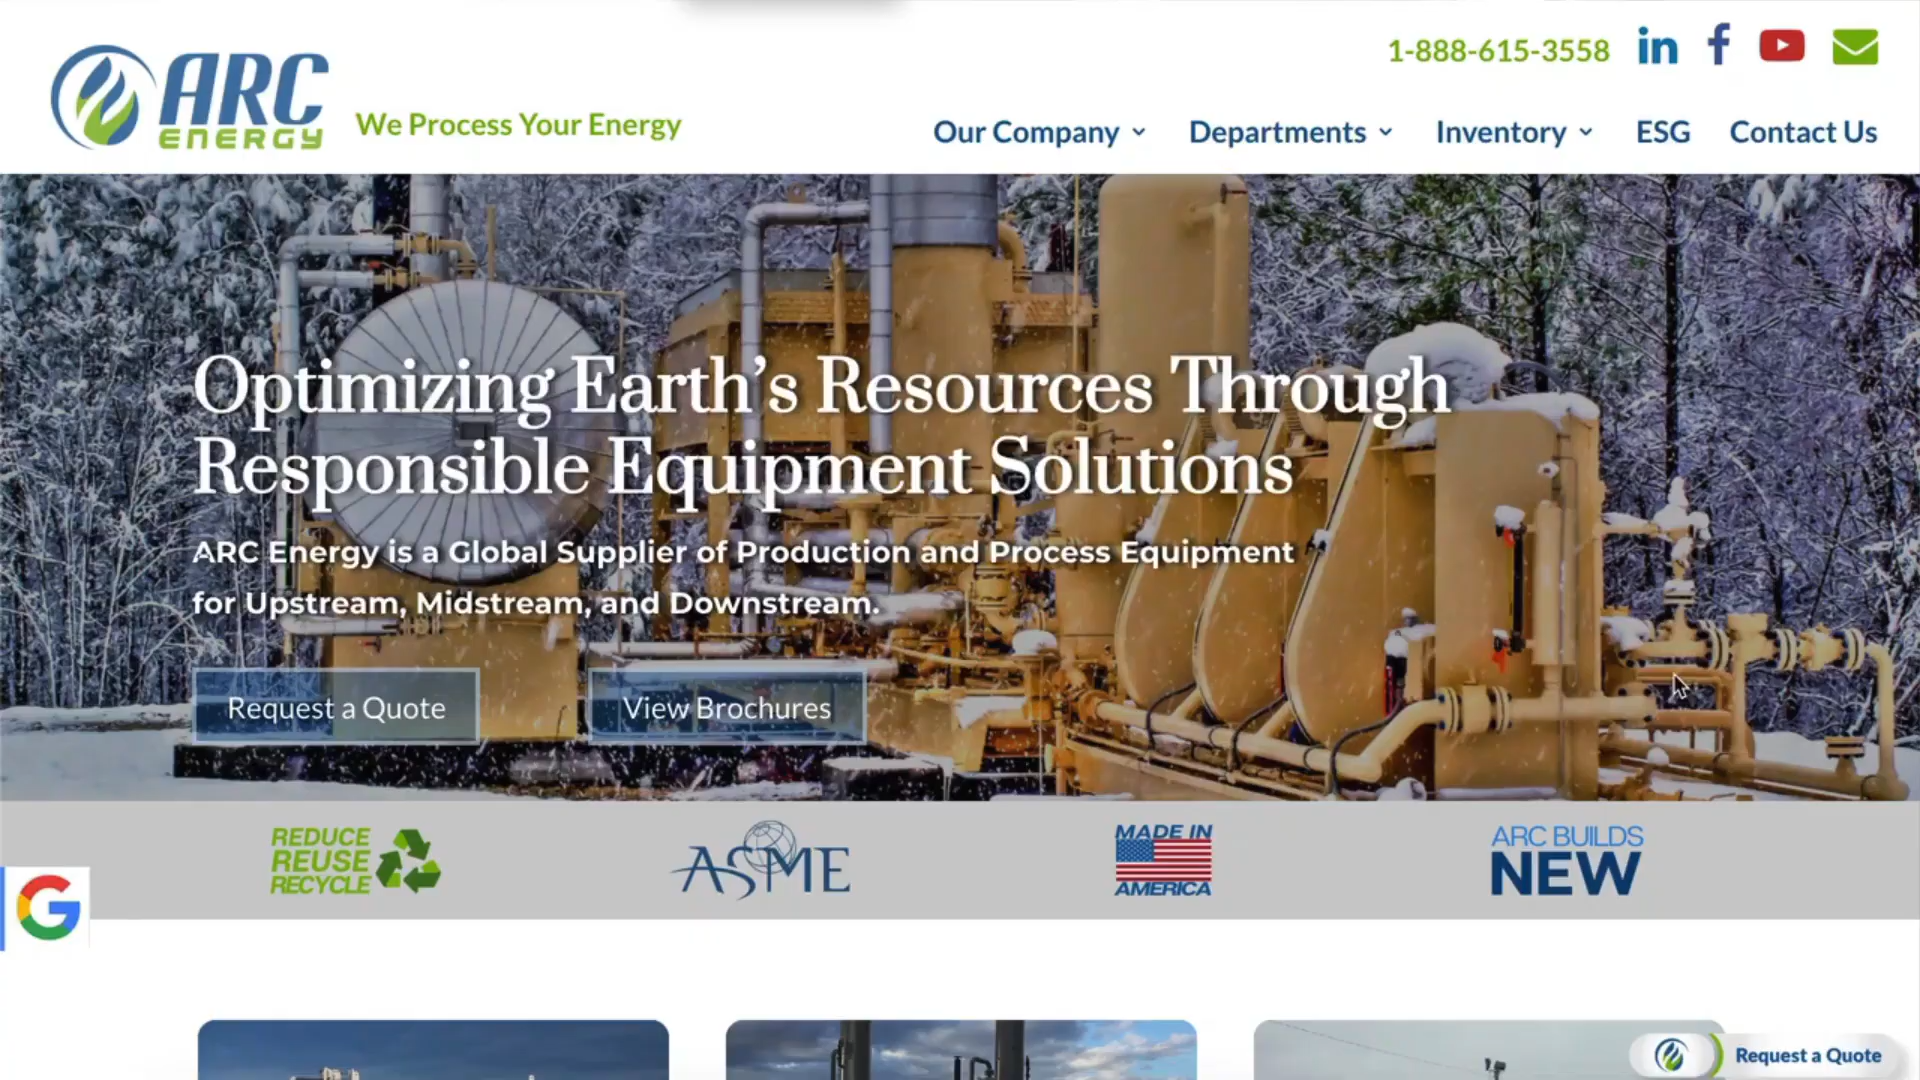 1-888-615-3558
ARC
ENERGY
We Process Your Energy
Our Company
Departments
Inventory
ESG
Contact Us
Optimizing Earth’s Resources Through
Responsible Equipment Solutions
ARC Energy is a Global Supplier of Production and Process Equipment
for Upstream, Midstream, and Downstream.
Request a Quote
View Brochures
REDUCE
REUSE
RECYCLE
ASME
MADE IN
AMERICA
ARC BUILDS
NEW
Request a Quote